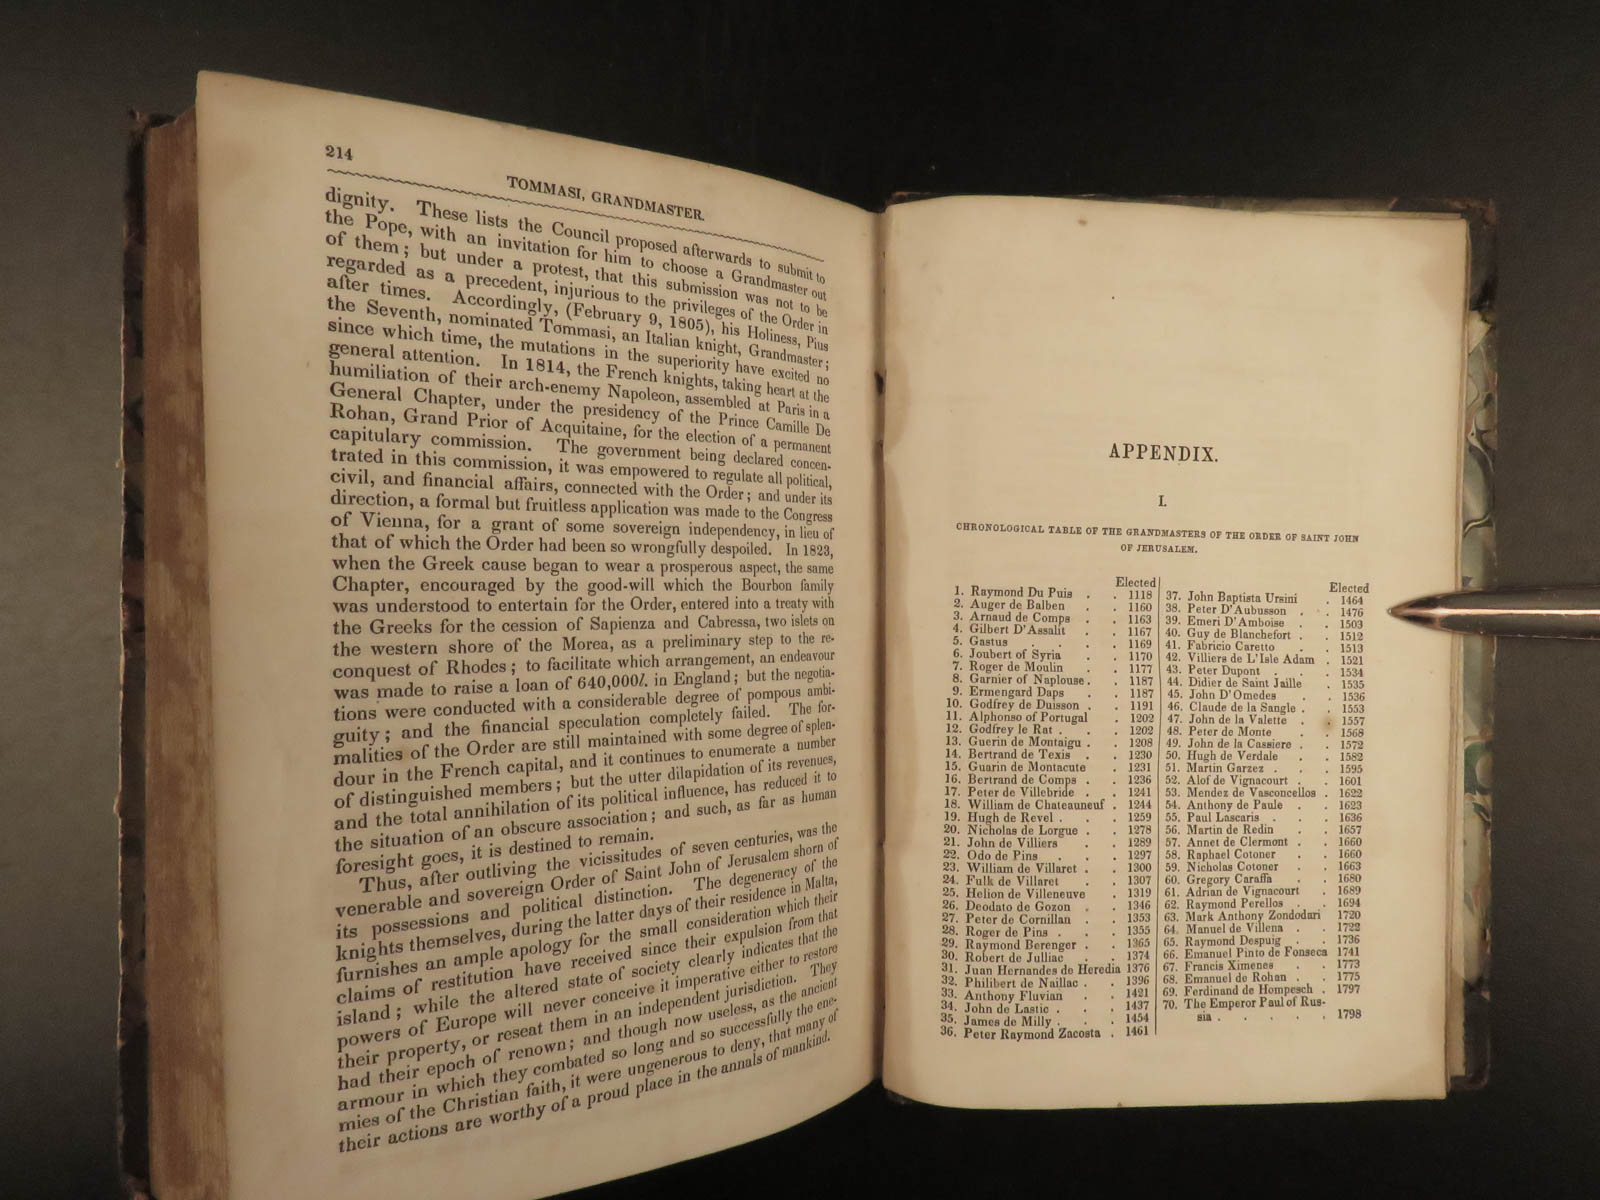 214
TOMMASI, GRANDMASTER.
dignity. These lists the Council proposed afterwards to submit to
the Pope, with an invitation for him to choose a Grandmaster out
of them; but under a protest, that this submission was not to be
regarded as a precedent, injurious to the privileges of the Order in
after times. Accordingly, (February 9, 1805), his Holiness, Pius
the Seventh, nominated Tommasi, an Italian knight, Grandmaster;
since which time, the mutations in the superiority have excited no
general attention. In 1814, the French knights, taking heart at the
humiliation of their arch-enemy Napoleon, assembled at Paris in a
General Chapter, under the presidency of the Prince Camille De
Rohan, Grand Prior of Acquitaine, for the election of a permanent
capitulary commission. The government being declared concen-
trated in this commission, it was empowered to regulate all political,
civil, and financial affairs, connected with the Order; and under its
direction, a formal but fruitless application was made to the Congress
of Vienna, for a grant of some sovereign independency, in lieu of
that of which the Order had been so wrongfully despoiled. In 1823,
when the Greek cause began to wear a prosperous aspect, the same
Chapter, encouraged by the good-will which the Bourbon family
was understood to entertain for the Order, entered into a treaty with
the Greeks for the cession of Sapienza and Cabressa, two islets on
the western shore of the Morea, as a preliminary step to the re-
conquest of Rhodes; to facilitate which arrangement, an endeavour
was made to raise a loan of 640,000l. in England; but the negotia-
tions were conducted with a considerable degree of pompous ambi-
guity; and the financial speculation completely failed. The for-
malities of the Order are still maintained with some degree of splen-
dour in the French capital, and it continues to enumerate a number
of distinguished members; but the utter dilapidation of its revenues,
and the total annihilation of its political influence, has reduced it to
the situation of an obscure association; and such, as far as human
foresight goes, it is destined to remain.
Thus, after outliving the vicissitudes of seven centuries, was the
venerable and sovereign Order of Saint John of Jerusalem shorn of
its possessions and political distinction. The degeneracy of the
knights themselves, during the latter days of their residence in Malta,
furnishes an ample apology for the small consideration which their
claims of restitution have received since their expulsion from that
island; while the altered state of society clearly indicates that the
powers of Europe will never conceive it imperative either to restore
their property, or reseat them in an independent jurisdiction. They
had their epoch of renown; and though now useless, as the ancient
armour in which they combated so long and so successfully the ene-
mies of the Christian faith, it were ungenerous to deny, that many of
their actions are worthy of a proud place in the annals of mankind.
APPENDIX.
I.
CHRONOLOGICAL TABLE OF THE GRANDMASTERS OF THE ORDER OF SAINT JOHN
OF JERUSALEM.
Elected
1. Raymond Du Puis . . 1118
2. Auger de Balben . . 1160
3. Arnaud de Comps . . 1163
4. Gilbert D'Assalit . . 1167
5. Gastus . . . . 1169
6. Joubert of Syria . . 1170
7. Roger de Moulin . . 1177
8. Garnier of Naplouse . . 1187
9. Ermengard Daps . . 1187
10. Godfrey de Duisson . . 1191
11. Alphonso of Portugal . 1202
12. Godfrey le Rat . . . 1202
13. Guerin de Montaigu . . 1208
14. Bertrand de Texis . . 1230
15. Guarin de Montacute . 1231
16. Bertrand de Comps . . 1236
17. Peter de Villebride . . 1241
18. William de Chateauneuf . 1244
19. Hugh de Revel . . . 1259
20. Nicholas de Lorgue . . 1278
21. John de Villiers . . 1289
22. Odo de Pins . . . 1297
23. William de Villaret . . 1300
24. Fulk de Villaret . . 1307
25. Helion de Villeneuve . 1319
26. Deodato de Gozon . . 1346
27. Peter de Cornillan . . 1353
28. Roger de Pins . . . 1355
29. Raymond Berenger . . 1365
30. Robert de Julliac . . 1374
31. Juan Hernandes de Heredia 1376
32. Philibert de Naillac . . 1396
33. Anthony Fluvian . . 1421
34. John de Lastic . . . 1437
35. James de Milly . . . 1454
36. Peter Raymond Zacosta . 1461
Elected
37. John Baptista Ursini . 1464
38. Peter D'Aubusson . . 1476
39. Emeri D'Amboise . . 1503
40. Guy de Blanchefort . . 1512
41. Fabricio Caretto . . 1513
42. Villiers de L'Isle Adam . 1521
43. Peter Dupont . . . 1534
44. Didier de Saint Jaille . 1535
45. John D'Omedes . . 1536
46. Claude de la Sangle . . 1553
47. John de la Valette . . 1557
48. Peter de Monte . . 1568
49. John de la Cassiere . . 1572
50. Hugh de Verdale . . 1582
51. Martin Garzez . . . 1595
52. Alof de Vignacourt . . 1601
53. Mendez de Vasconcellos . 1622
54. Anthony de Paule . . 1623
55. Paul Lascaris . . . 1636
56. Martin de Redin . . 1657
57. Annet de Clermont . . 1660
58. Raphael Cotoner . . 1660
59. Nicholas Cotoner . . 1663
60. Gregory Caraffa . . 1680
61. Adrian de Vignacourt . 1689
62. Raymond Perellos . . 1694
63. Mark Anthony Zondodari 1720
64. Manuel de Villena . . 1722
65. Raymond Despuig . . 1736
66. Emanuel Pinto de Fonseca 1741
67. Francis Ximenes . . 1773
68. Emanuel de Rohan . . 1775
69. Ferdinand de Hompesch . 1797
70. The Emperor Paul of Rus-
sia . . . . . 1798